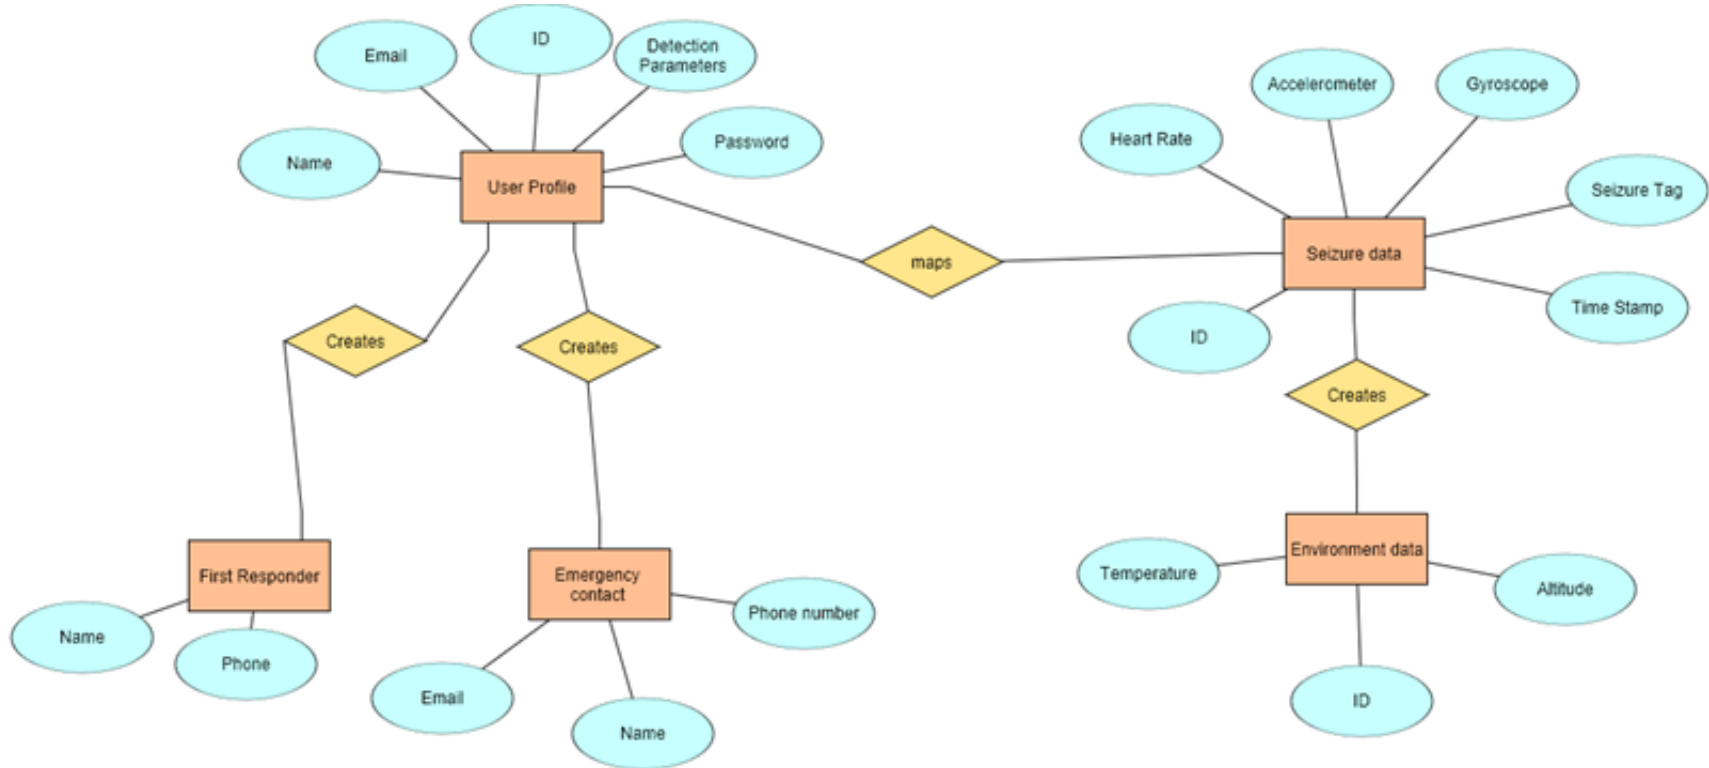 ID
Email
Detection
Parameters
Accelerometer
Gyroscope
Password
Heart Rate
Name
User Profile
Seizure Tag
maps
Seizure data
Time Stamp
ID
Creates
Creates
Creates
Environment data
Temperature
Altitude
First Responder
Emergency
contact
Phone number
Name
Phone
Email
Name
ID